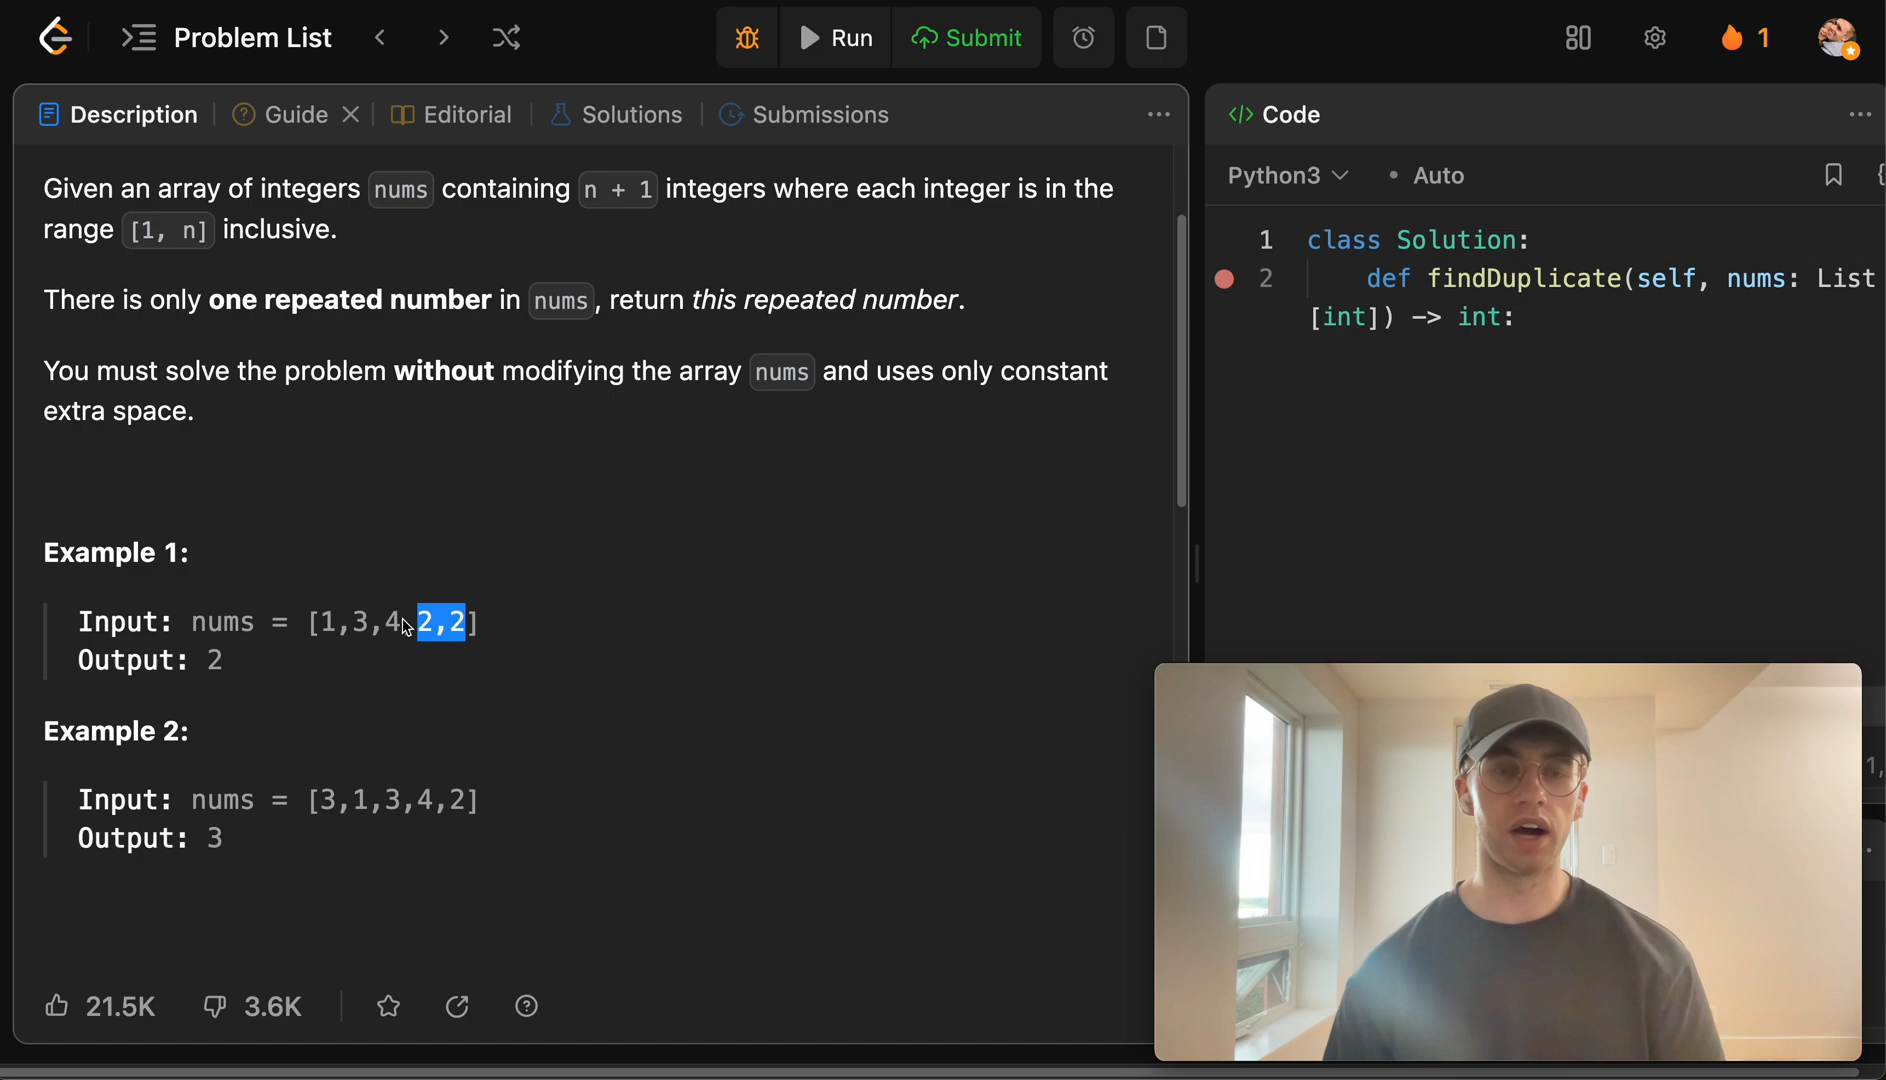 Problem List
Run
Submit
1
Description
Guide
Editorial
Solutions
Submissions
Given an array of integers nums containing n + 1 integers where each integer is in the
range [1, n] inclusive.
There is only one repeated number in nums, return this repeated number.
You must solve the problem without modifying the array nums and uses only constant
extra space.
Example 1:
Input: nums = [1,3,4,2,2]
Output: 2
Example 2:
Input: nums = [3,1,3,4,2]
Output: 3
21.5K
3.6K
</> Code
Python3
• Auto
1 class Solution:
2 def findDuplicate(self, nums: List
[int]) -> int:
1,